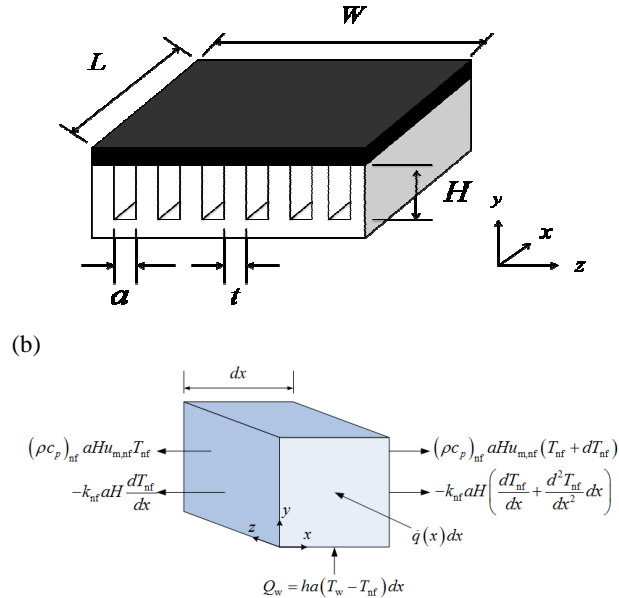 W
L
H
y
x
z
a
t
(b)
dx
(ρc_p)_nf aHu_m,nf T_nf
(ρc_p)_nf aHu_m,nf (T_nf + dT_nf)
-k_nf aH dT_nf/dx
-k_nf aH (dT_nf/dx + d²T_nf/dx² dx)
y
z
x
q̇(x)dx
Q_w = ha(T_w − T_nf)dx